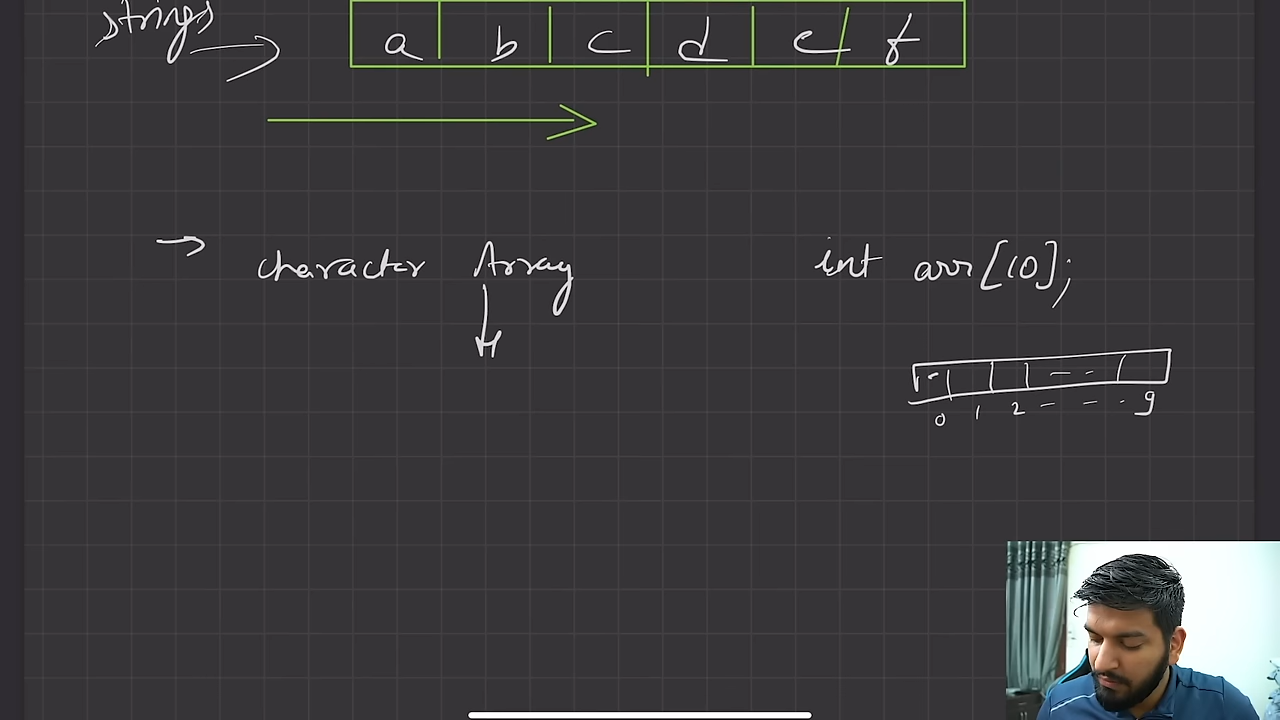 strings
a b c d e f
character Array
int arr[10];
0 1 2 - - . 9